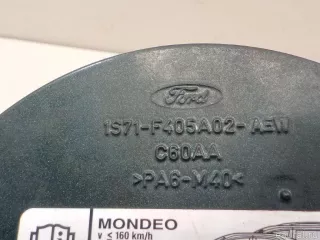 Ford
1S71-F405A02-AEW
C60AA
>PA6-M40<
MONDEO
v ≤ 160 km/h